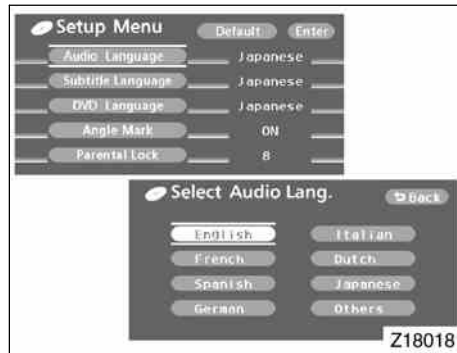 Setup Menu Default Enter
Audio Language Japanese
Subtitle Language Japanese
DVD Language Japanese
Angle Mark ON
Parental Lock 8
Select Audio Lang. Back
English Italian
French Dutch
Spanish Japanese
German Others
Z18018